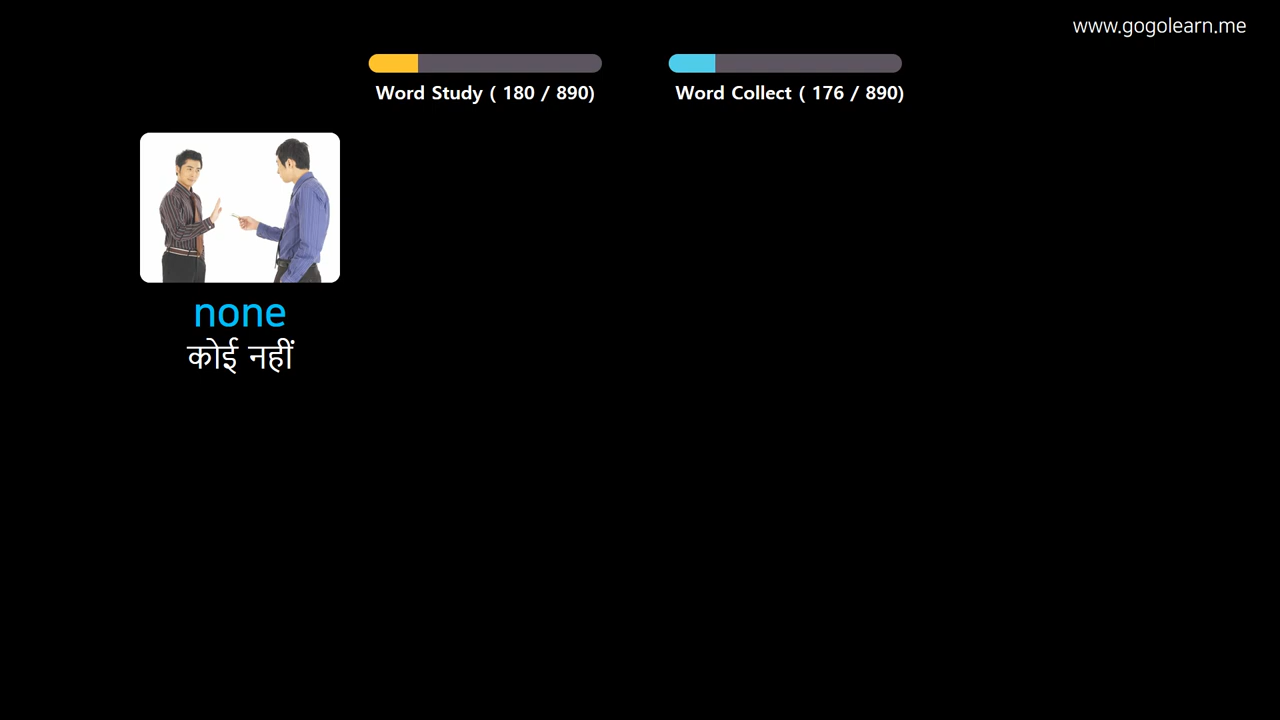 www.gogolearn.me
Word Study ( 180 / 890)
Word Collect ( 176 / 890)
none
कोई नहीं